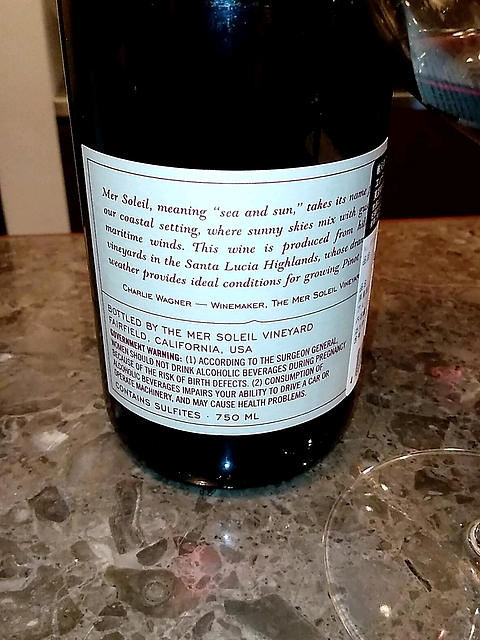 Mer Soleil, meaning "sea and sun," takes its name
our coastal setting, where sunny skies mix with
maritime winds. This wine is produced from
vineyards in the Santa Lucia Highlands, whose
weather provides ideal conditions for growing Pinot
CHARLIE WAGNER — WINEMAKER, THE MER SOLEIL
BOTTLED BY THE MER SOLEIL VINEYARD
FAIRFIELD, CALIFORNIA, USA
GOVERNMENT WARNING: (1) ACCORDING TO THE SURGEON GENERAL,
WOMEN SHOULD NOT DRINK ALCOHOLIC BEVERAGES DURING PREGNANCY
BECAUSE OF THE RISK OF BIRTH DEFECTS. (2) CONSUMPTION OF
ALCOHOLIC BEVERAGES IMPAIRS YOUR ABILITY TO DRIVE A CAR OR
OPERATE MACHINERY, AND MAY CAUSE HEALTH PROBLEMS.
CONTAINS SULFITES · 750 ML